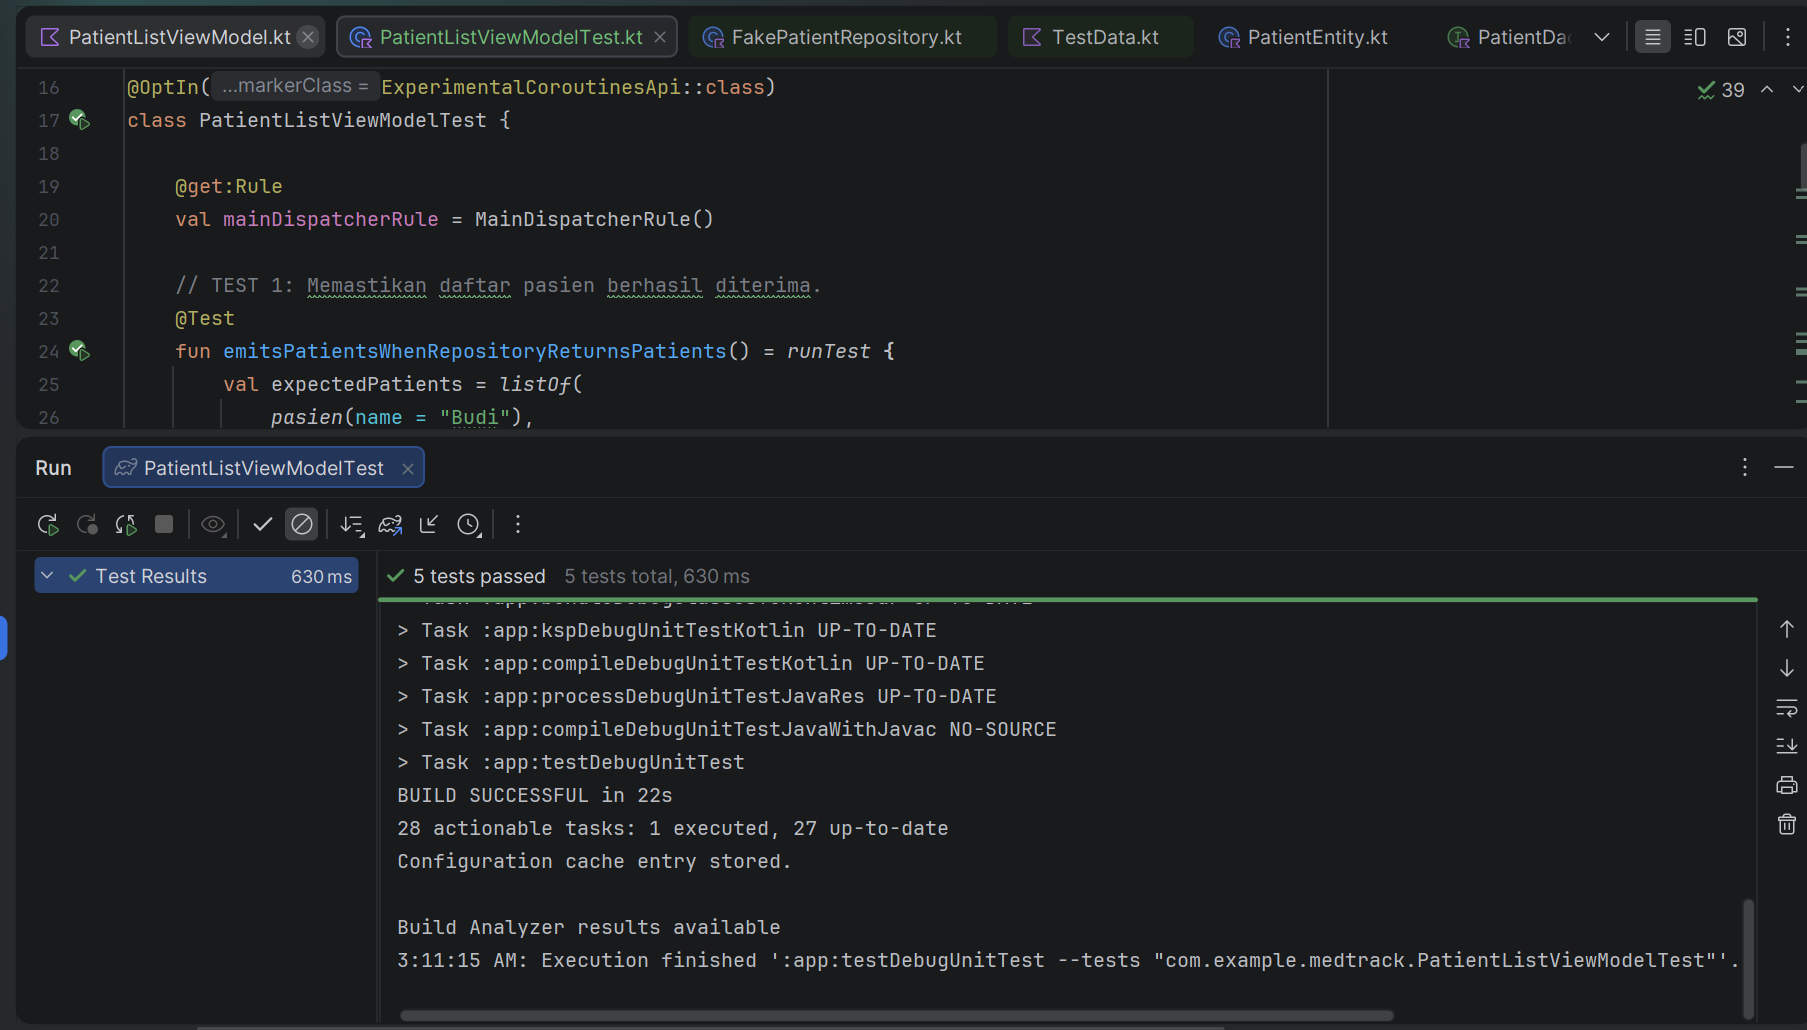 PatientListViewModel.kt
PatientListViewModelTest.kt
FakePatientRepository.kt
TestData.kt
PatientEntity.kt
PatientDa
16 @OptIn( ...markerClass = ExperimentalCoroutinesApi::class)
39
17 class PatientListViewModelTest {
18
19 @get:Rule
20 val mainDispatcherRule = MainDispatcherRule()
21
22 // TEST 1: Memastikan daftar pasien berhasil diterima.
23 @Test
24 fun emitsPatientsWhenRepositoryReturnsPatients() = runTest {
25 val expectedPatients = listOf(
26 pasien(name = "Budi"),
Run PatientListViewModelTest
Test Results 630 ms
5 tests passed 5 tests total, 630 ms
> Task :app:kspDebugUnitTestKotlin UP-TO-DATE
> Task :app:compileDebugUnitTestKotlin UP-TO-DATE
> Task :app:processDebugUnitTestJavaRes UP-TO-DATE
> Task :app:compileDebugUnitTestJavaWithJavac NO-SOURCE
> Task :app:testDebugUnitTest
BUILD SUCCESSFUL in 22s
28 actionable tasks: 1 executed, 27 up-to-date
Configuration cache entry stored.
Build Analyzer results available
3:11:15 AM: Execution finished ':app:testDebugUnitTest --tests "com.example.medtrack.PatientListViewModelTest"'.